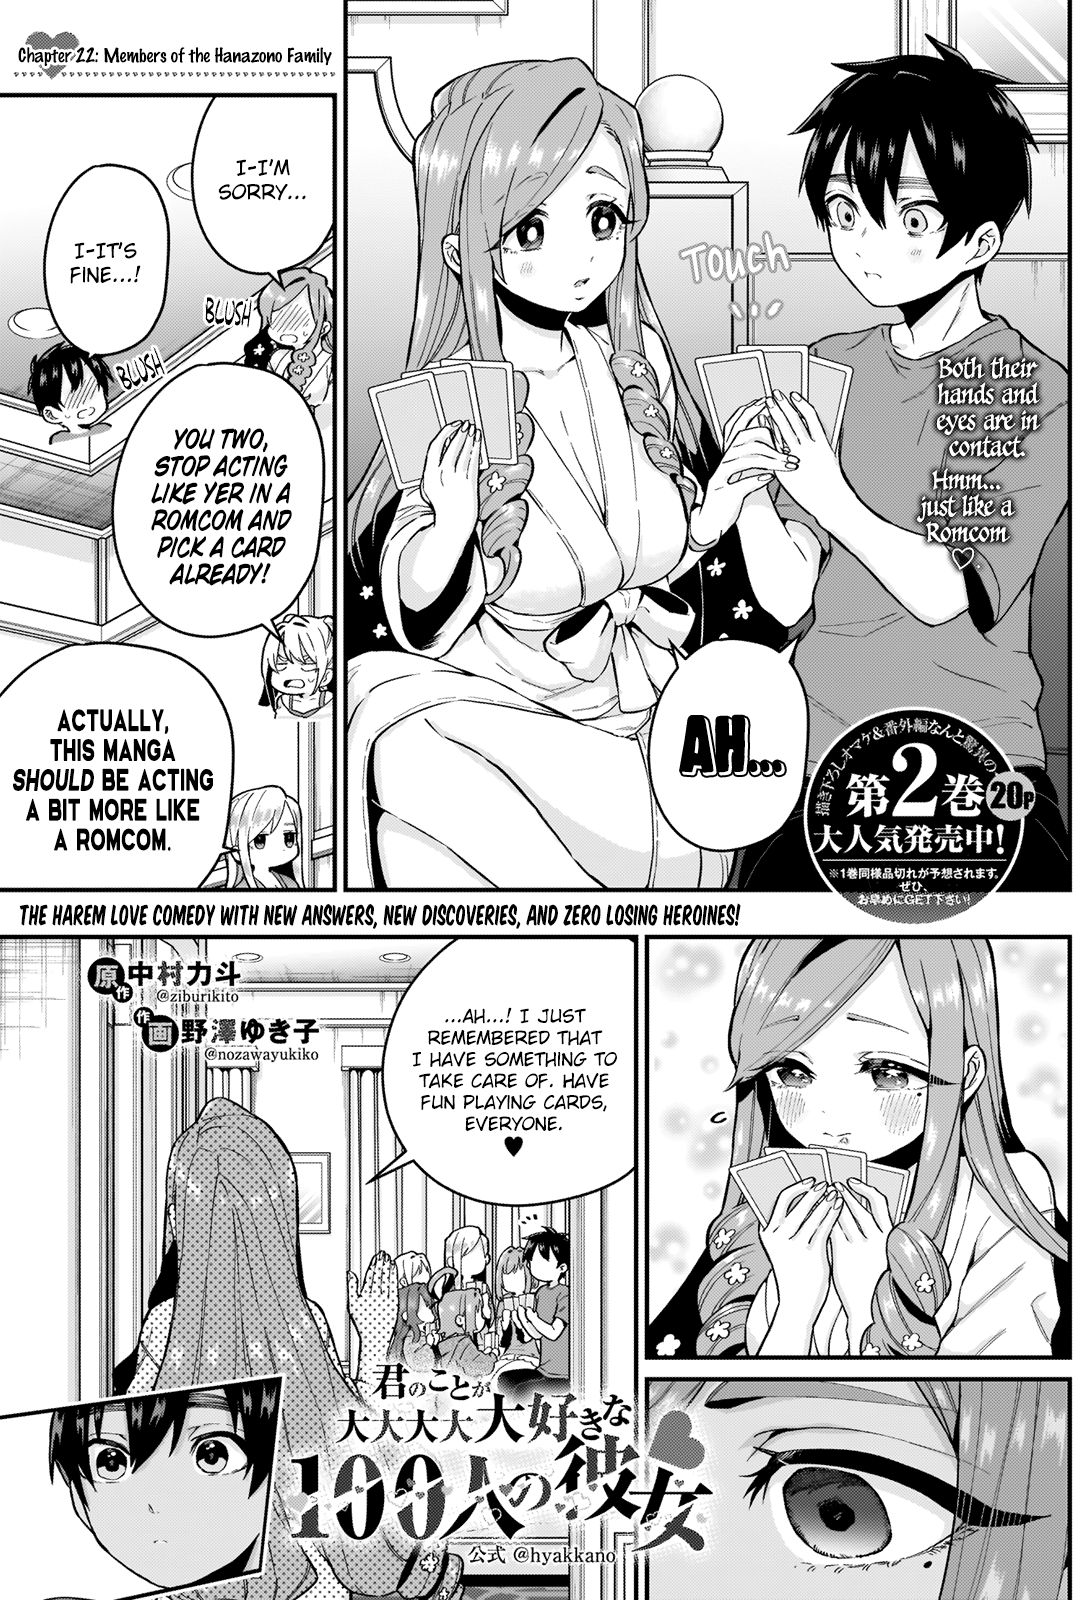 Chapter 22: Members of the Hanazono Family
TOUCH
Both their
hands and
eyes are in
contact.
Hmm...
just like a
Romcom
♡
AH...
描き下ろしオマケ&番外編なんと驚異の
20P
第2巻
大人気発売中!
※1巻同様品切れが予想されます。
ぜひ、
お早めにGET下さい!
I-I'M
SORRY...
I-IT'S
FINE...!
BLUSH
BLUSH
YOU TWO,
STOP ACTING
LIKE YER IN A
ROMCOM AND
PICK A CARD
ALREADY!
ACTUALLY,
THIS MANGA
SHOULD BE ACTING
A BIT MORE LIKE
A ROMCOM.
THE HAREM LOVE COMEDY WITH NEW ANSWERS, NEW DISCOVERIES, AND ZERO LOSING HEROINES!
...AH...! I JUST
REMEMBERED THAT
I HAVE SOMETHING TO
TAKE CARE OF. HAVE
FUN PLAYING CARDS,
EVERYONE.
♥
原作 中村力斗
@ziburikito
作画 野澤ゆき子
@nozawayukiko
君のことが
大大大大大好きな
100人の彼女
公式 @hyakkano